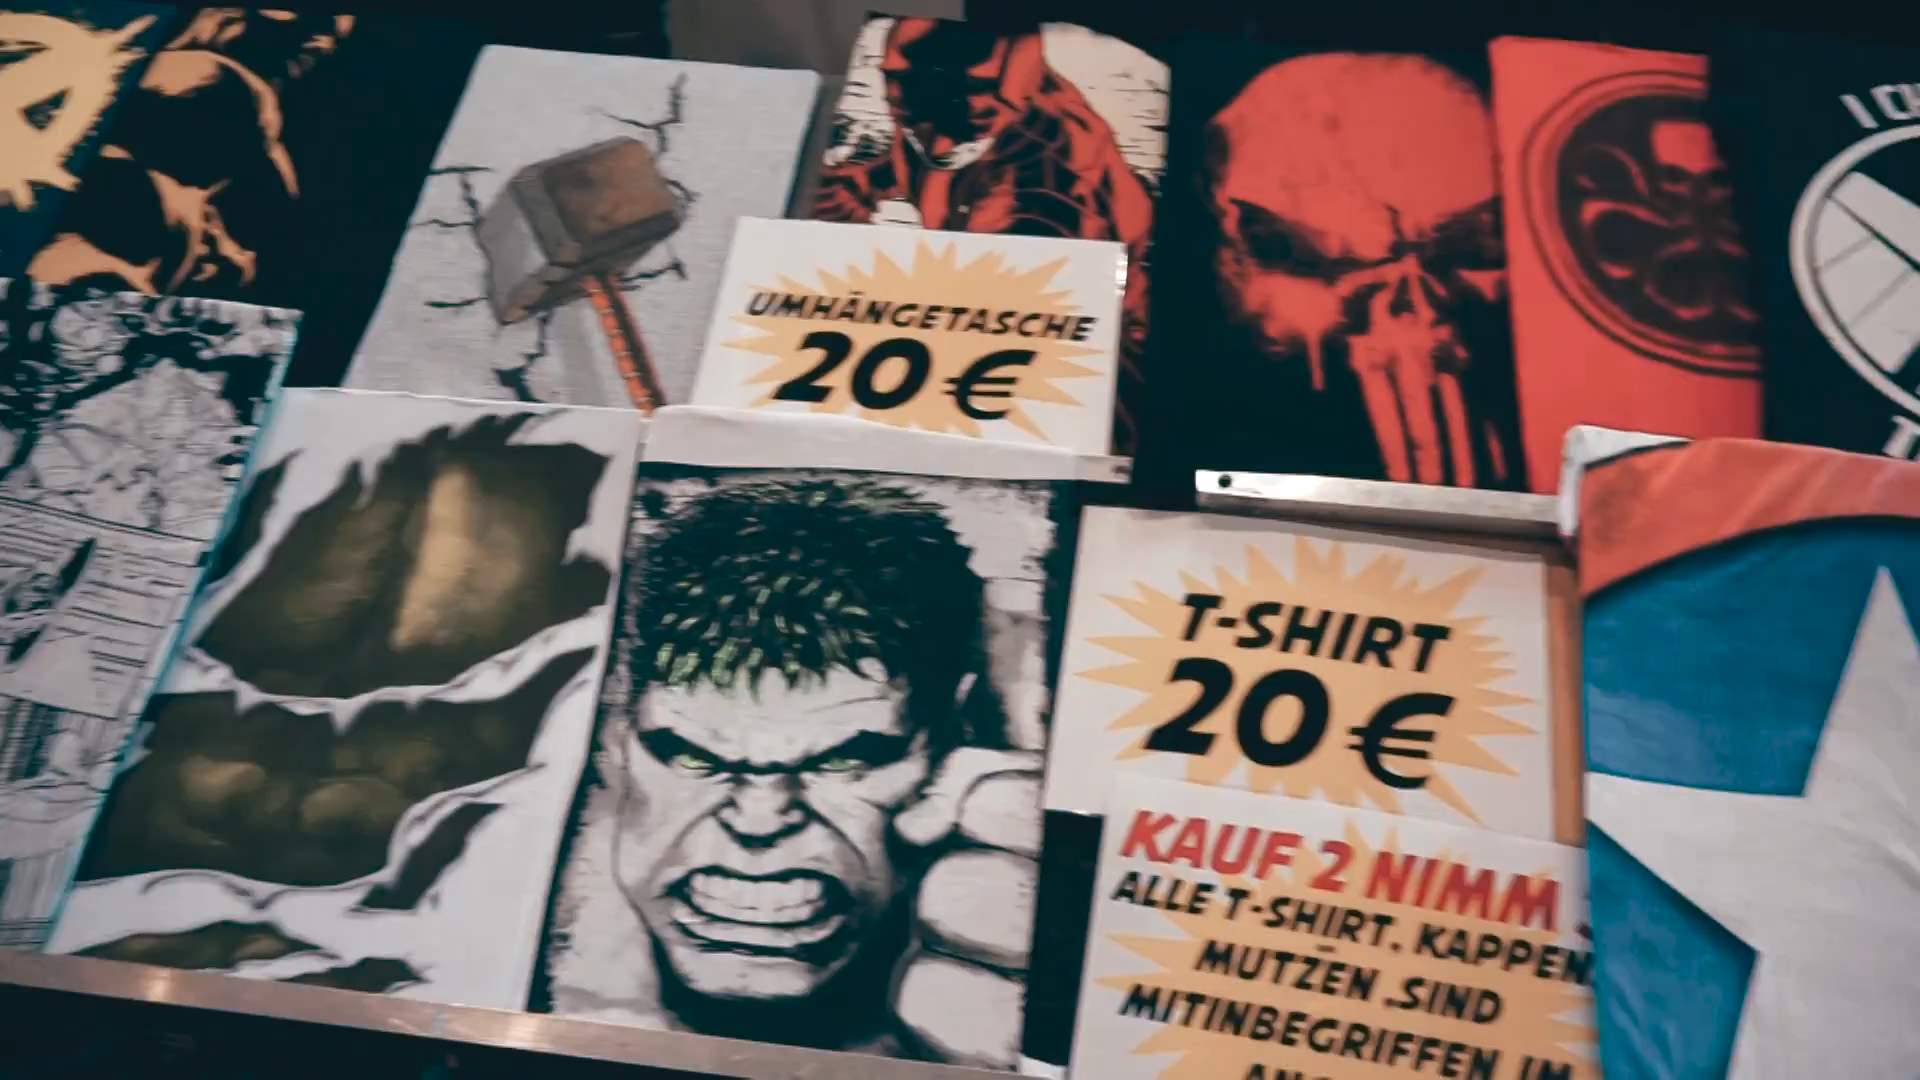 UMHÄNGETASCHE
20 €
T-SHIRT
20 €
KAUF 2 NIMM
ALLE T-SHIRT. KAPPEN
MUTZEN .SIND
MITINBEGRIFFEN IM